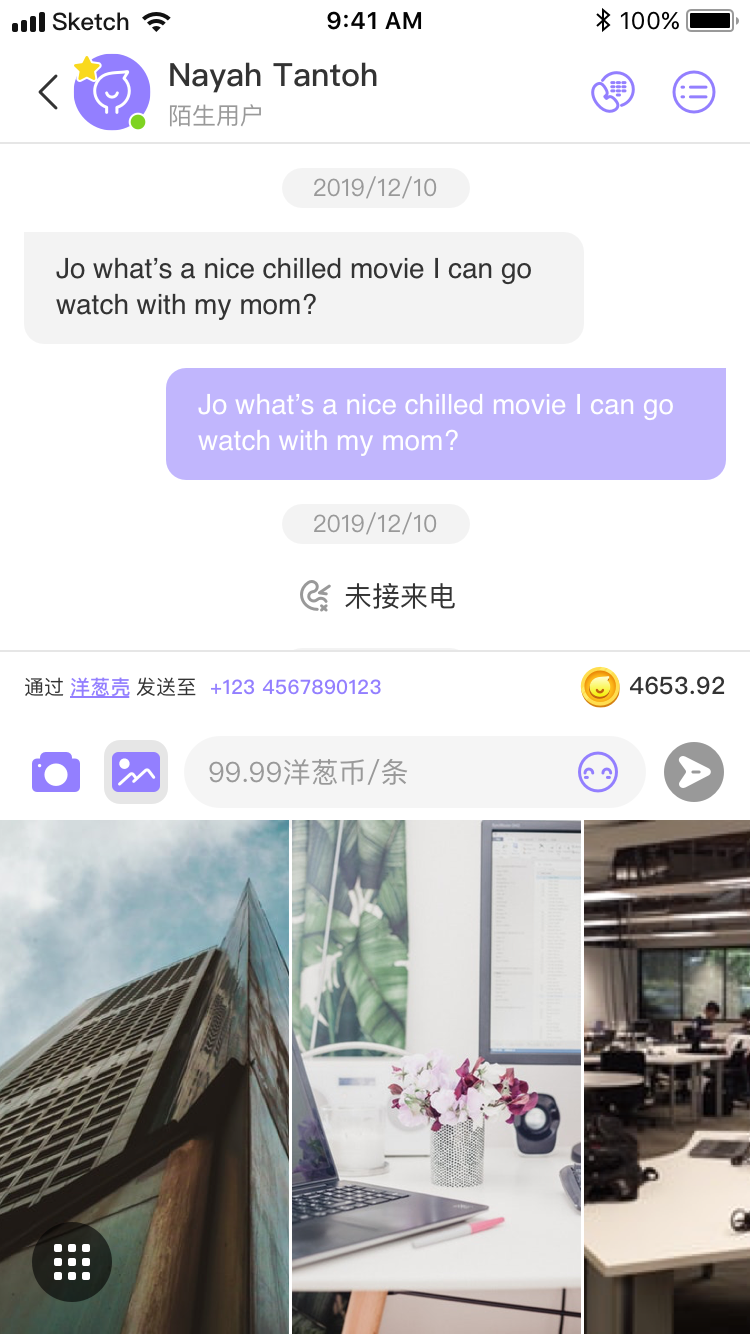 Sketch 9:41 AM 100%
Nayah Tantoh
陌生用户
2019/12/10
Jo what’s a nice chilled movie I can go
watch with my mom?
Jo what’s a nice chilled movie I can go
watch with my mom?
2019/12/10
未接来电
通过 洋葱壳 发送至 +123 4567890123 4653.92
99.99洋葱币/条